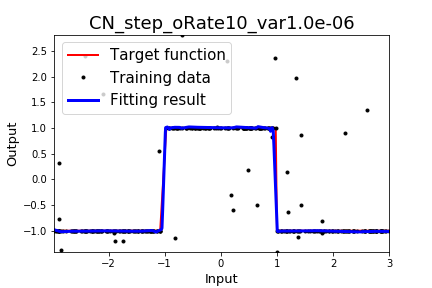 CN_step_oRate10_var1.0e-06
Target function
Training data
Fitting result
Output
2.5
2.0
1.5
1.0
0.5
0.0
−0.5
−1.0
−2 −1 0 1 2 3
Input